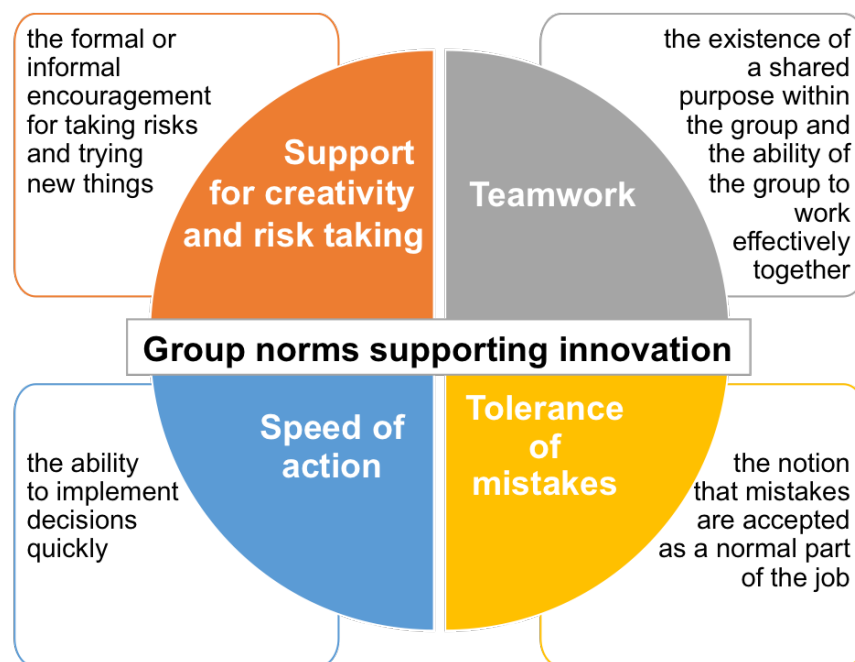 the formal or
informal
encouragement
for taking risks
and trying
new things
Support
for creativity
and risk taking
the existence of
a shared
purpose within
the group and
the ability of
the group to
work
effectively
together
Teamwork
Group norms supporting innovation
the ability
to implement
decisions
quickly
Speed of
action
Tolerance
of
mistakes
the notion
that mistakes
are accepted
as a normal part
of the job